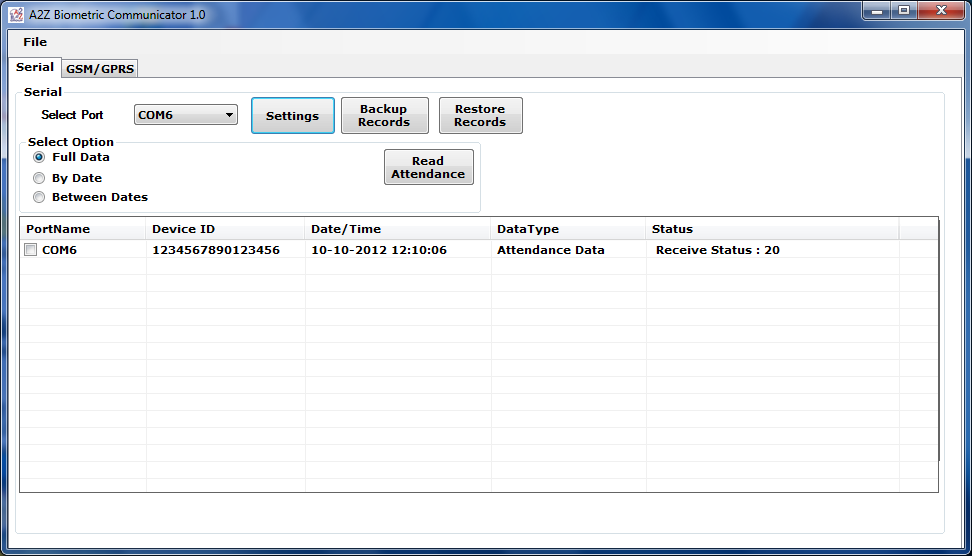 A2Z Biometric Communicator 1.0
File
Serial GSM/GPRS
Serial
Select Port COM6 Settings Backup Records Restore Records
Select Option
Full Data
By Date
Between Dates
Read Attendance
PortName Device ID Date/Time DataType Status
COM6 1234567890123456 10-10-2012 12:10:06 Attendance Data Receive Status : 20